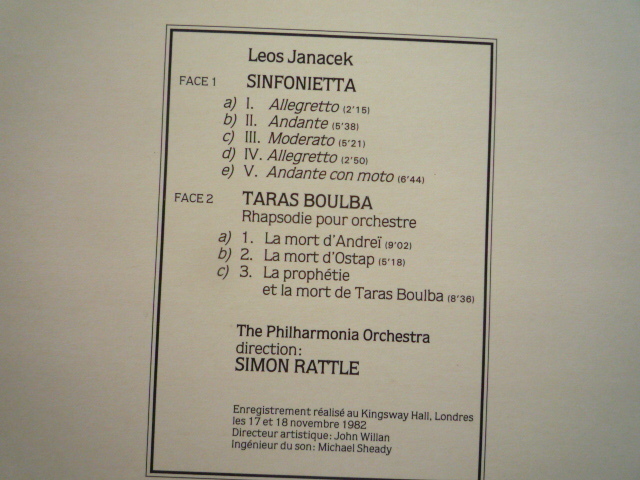 Leos Janacek
FACE 1 SINFONIETTA
a) I. Allegretto (2'15)
b) II. Andante (5'38)
c) III. Moderato (5'21)
d) IV. Allegretto (2'50)
e) V. Andante con moto (6'44)
FACE 2 TARAS BOULBA
Rhapsodie pour orchestre
a) 1. La mort d'Andreï (9'02)
b) 2. La mort d'Ostap (5'18)
c) 3. La prophétie
et la mort de Taras Boulba (8'36)
The Philharmonia Orchestra
direction:
SIMON RATTLE
Enregistrement réalisé au Kingsway Hall, Londres
les 17 et 18 novembre 1982
Directeur artistique: John Willan
Ingénieur du son: Michael Sheady